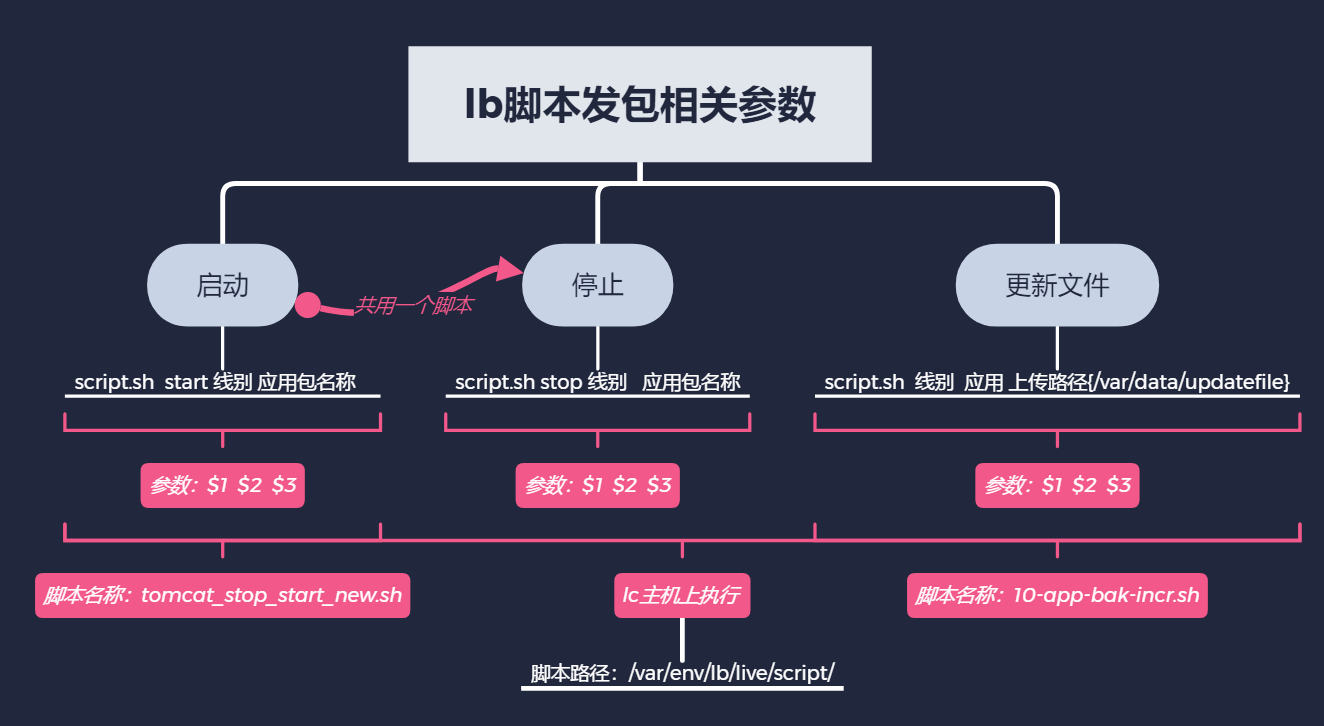 lb脚本发包相关参数
启动
停止
更新文件
共用一个脚本
script.sh start 线别 应用包名称
script.sh stop 线别 应用包名称
script.sh 线别 应用 上传路径{/var/data/updatefile}
参数：$1 $2 $3
参数：$1 $2 $3
参数：$1 $2 $3
脚本名称：tomcat_stop_start_new.sh
lc主机上执行
脚本名称：10-app-bak-incr.sh
脚本路径：/var/env/lb/live/script/